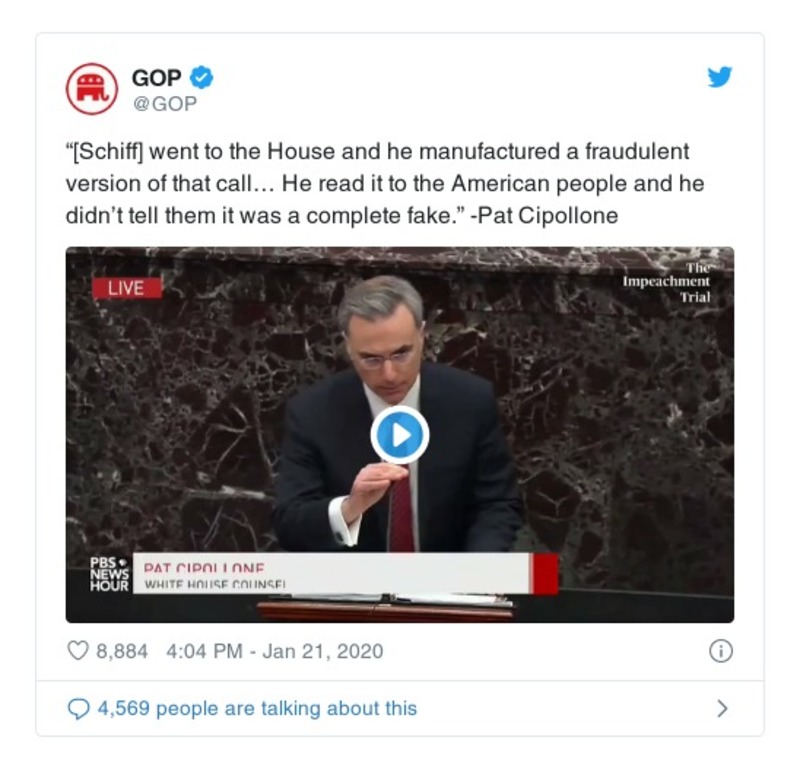 GOP
@GOP
“[Schiff] went to the House and he manufactured a fraudulent
version of that call… He read it to the American people and he
didn’t tell them it was a complete fake.” -Pat Cipollone
LIVE
The
Impeachment
Trial
PBS
NEWS
HOUR
PAT CIPOLLONE
WHITE HOUSE COUNSEL
8,884 4:04 PM - Jan 21, 2020
4,569 people are talking about this